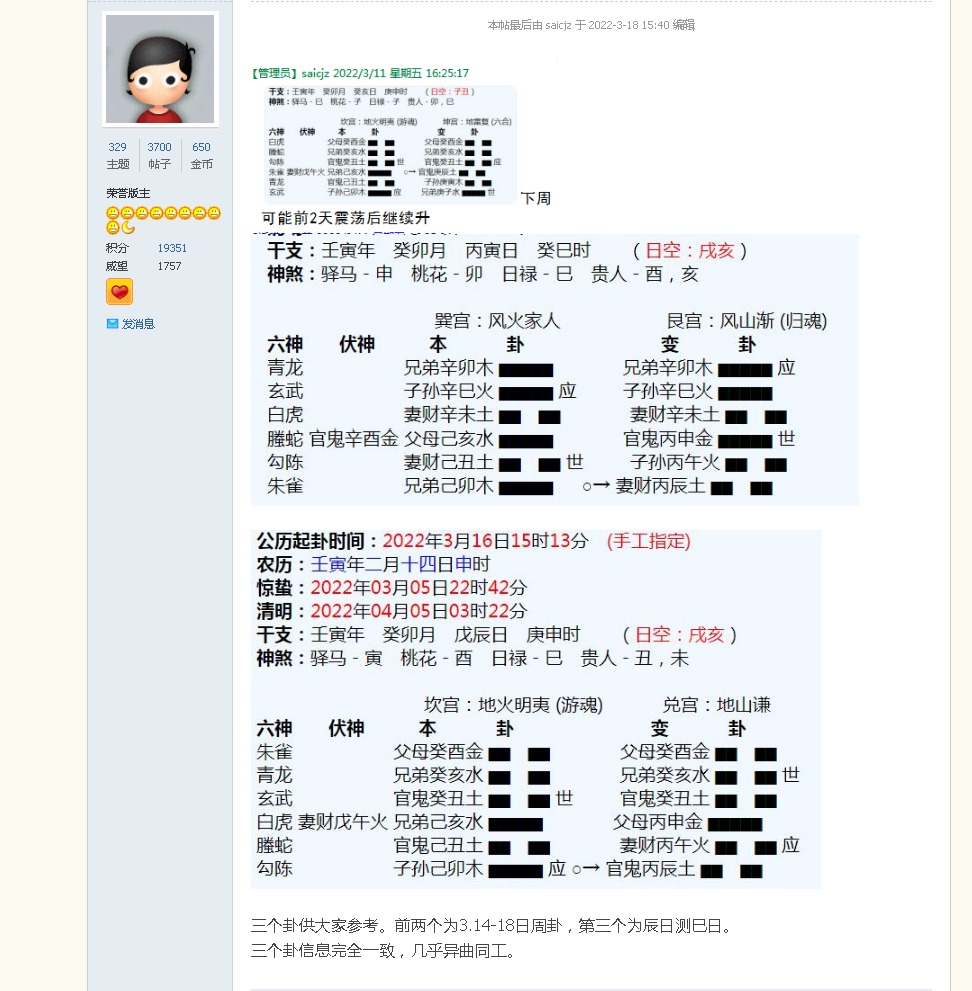 本帖最后由 saicjz 于 2022-3-18 15:40 编辑
329 3700 650
主题 帖子 金币
荣誉版主
积分 19351
威望 1757
发消息
【管理员】saicjz 2022/3/11 星期五 16:25:17
干支：壬寅年 癸卯月 癸亥日 庚申时 （日空：子丑）
神煞：驿马－巳 桃花－子 日禄－子 贵人－卯，巳
坎宫：地火明夷 (游魂) 坤宫：地雷复 (六合)
六神 伏神 本 卦 变 卦
白虎 父母癸酉金 父母癸酉金
螣蛇 兄弟癸亥水 兄弟癸亥水
勾陈 官鬼癸丑土 世 官鬼癸丑土 应
朱雀 妻财戊午火 兄弟己亥水 ○→ 官鬼庚辰土
青龙 官鬼己丑土 子孙庚寅木
玄武 子孙己卯木 应 兄弟庚子水 世
下周
可能前2天震荡后继续升
干支：壬寅年 癸卯月 丙寅日 癸巳时 （日空：戌亥）
神煞：驿马－申 桃花－卯 日禄－巳 贵人－酉，亥
巽宫：风火家人 艮宫：风山渐 (归魂)
六神 伏神 本 卦 变 卦
青龙 兄弟辛卯木 兄弟辛卯木 应
玄武 子孙辛巳火 应 子孙辛巳火
白虎 妻财辛未土 妻财辛未土
螣蛇 官鬼辛酉金 父母己亥水 官鬼丙申金 世
勾陈 妻财己丑土 世 子孙丙午火
朱雀 兄弟己卯木 ○→ 妻财丙辰土
公历起卦时间：2022年3月16日15时13分 (手工指定)
农历：壬寅年二月十四日申时
惊蛰：2022年03月05日22时42分
清明：2022年04月05日03时22分
干支：壬寅年 癸卯月 戊辰日 庚申时 （日空：戌亥）
神煞：驿马－寅 桃花－酉 日禄－巳 贵人－丑，未
坎宫：地火明夷 (游魂) 兑宫：地山谦
六神 伏神 本 卦 变 卦
朱雀 父母癸酉金 父母癸酉金
青龙 兄弟癸亥水 兄弟癸亥水 世
玄武 官鬼癸丑土 世 官鬼癸丑土
白虎 妻财戊午火 兄弟己亥水 父母丙申金
螣蛇 官鬼己丑土 妻财丙午火 应
勾陈 子孙己卯木 应 ○→ 官鬼丙辰土
三个卦供大家参考。前两个为3.14-18日周卦，第三个为辰日测巳日。
三个卦信息完全一致，几乎异曲同工。